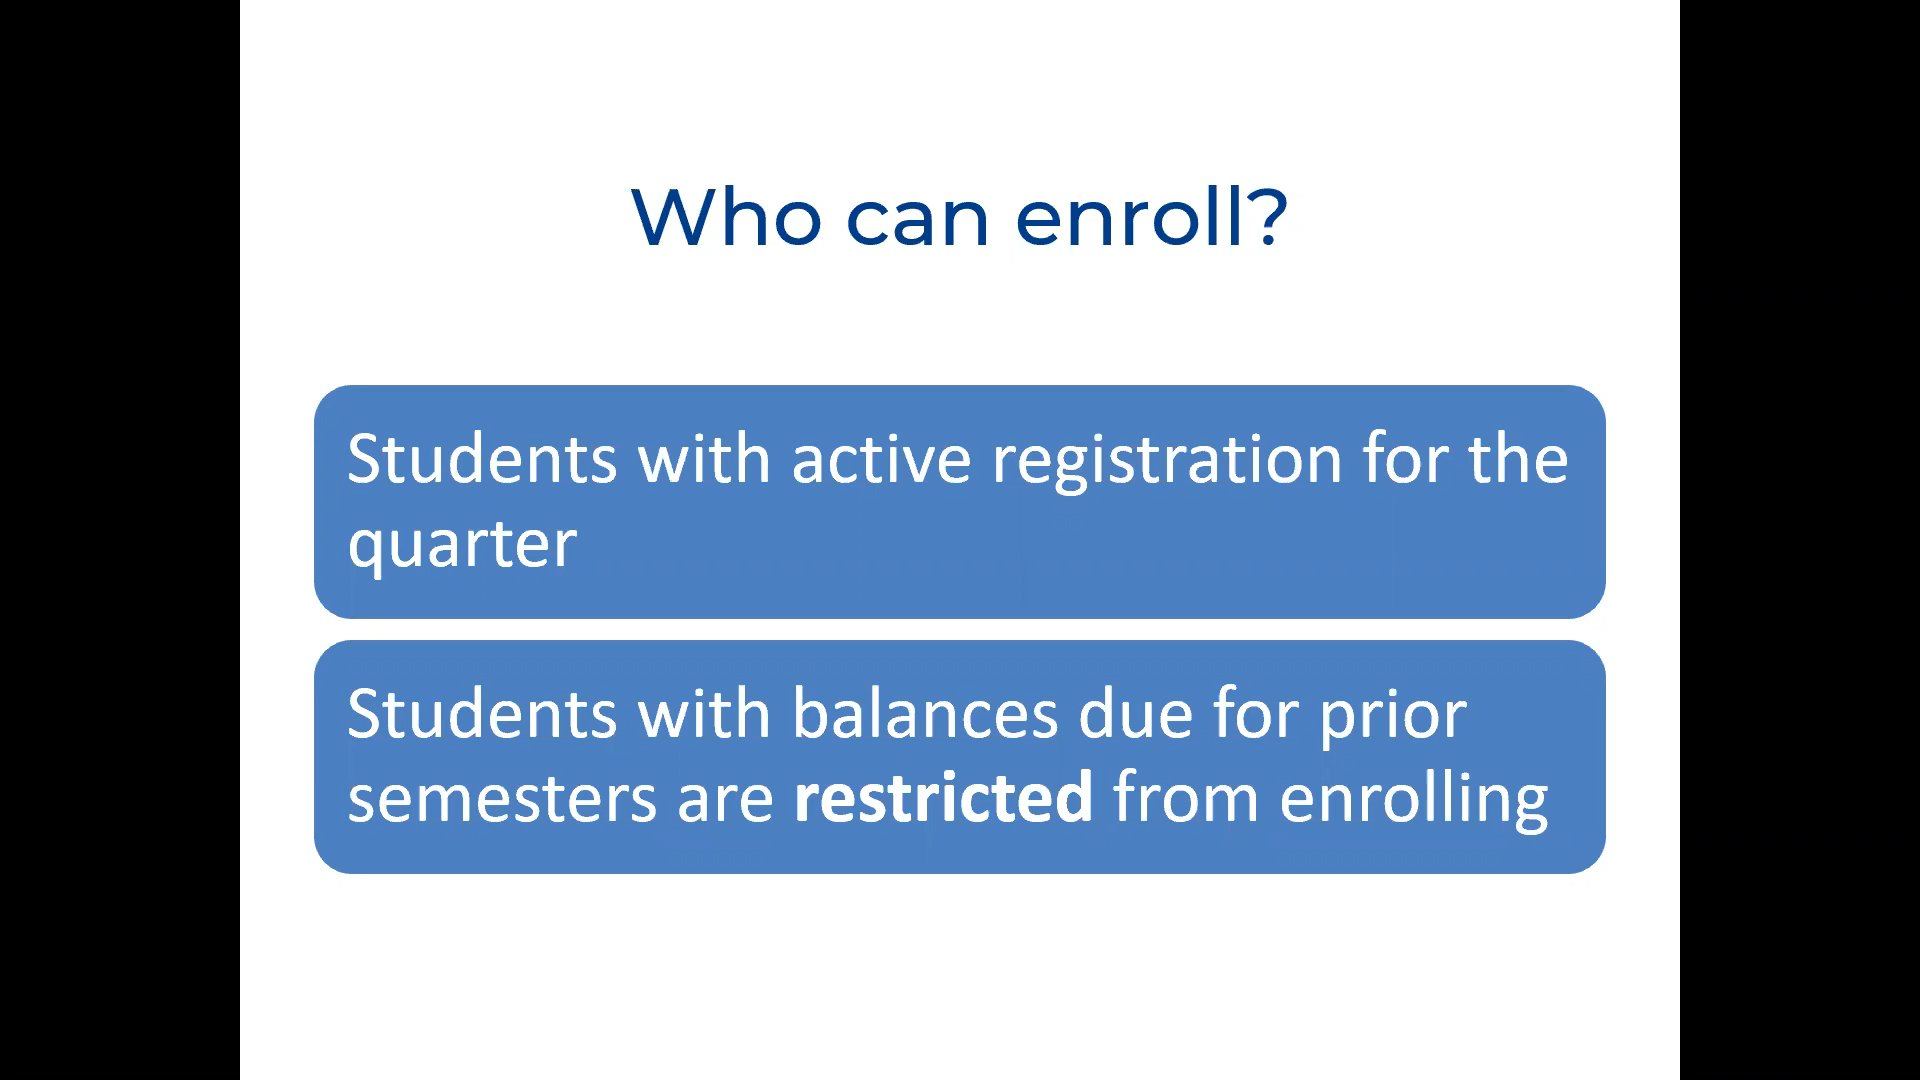 Who can enroll?
Students with active registration for the
quarter
Students with balances due for prior
semesters are restricted from enrolling